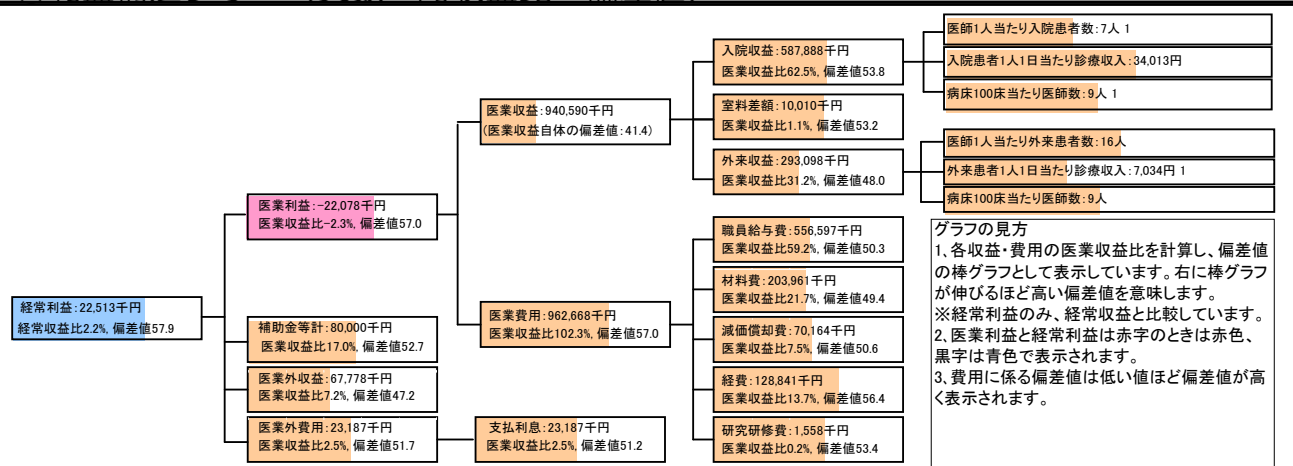 経常利益:22,513千円
経常収益比2.2%, 偏差値57.9
医業利益:-22,078千円
医業収益比-2.3%, 偏差値57.0
補助金等計:80,000千円
医業収益比17.0%, 偏差値52.7
医業外収益:67,778千円
医業収益比7.2%, 偏差値47.2
医業外費用:23,187千円
医業収益比2.5%, 偏差値51.7
医業収益:940,590千円
(医業収益自体の偏差値:41.4)
医業費用:962,668千円
医業収益比102.3%, 偏差値57.0
支払利息:23,187千円
医業収益比2.5%, 偏差値51.2
入院収益:587,888千円
医業収益比62.5%, 偏差値53.8
室料差額:10,010千円
医業収益比1.1%, 偏差値53.2
外来収益:293,098千円
医業収益比31.2%, 偏差値48.0
職員給与費:556,597千円
医業収益比59.2%, 偏差値50.3
材料費:203,961千円
医業収益比21.7%, 偏差値49.4
減価償却費:70,164千円
医業収益比7.5%, 偏差値50.6
経費:128,841千円
医業収益比13.7%, 偏差値56.4
研究研修費:1,558千円
医業収益比0.2%, 偏差値53.4
医師1人当たり入院患者数:7人 1
入院患者1人1日当たり診療収入:34,013円
病床100床当たり医師数:9人 1
医師1人当たり外来患者数:16人
外来患者1人1日当たり診療収入:7,034円 1
病床100床当たり医師数:9人
グラフの見方
1、各収益・費用の医業収益比を計算し、偏差値
の棒グラフとして表示しています。右に棒グラフ
が伸びるほど高い偏差値を意味します。
※経常利益のみ、経常収益と比較しています。
2、医業利益と経常利益は赤字のときは赤色、
黒字は青色で表示されます。
3、費用に係る偏差値は低い値ほど偏差値が高
く表示されます。